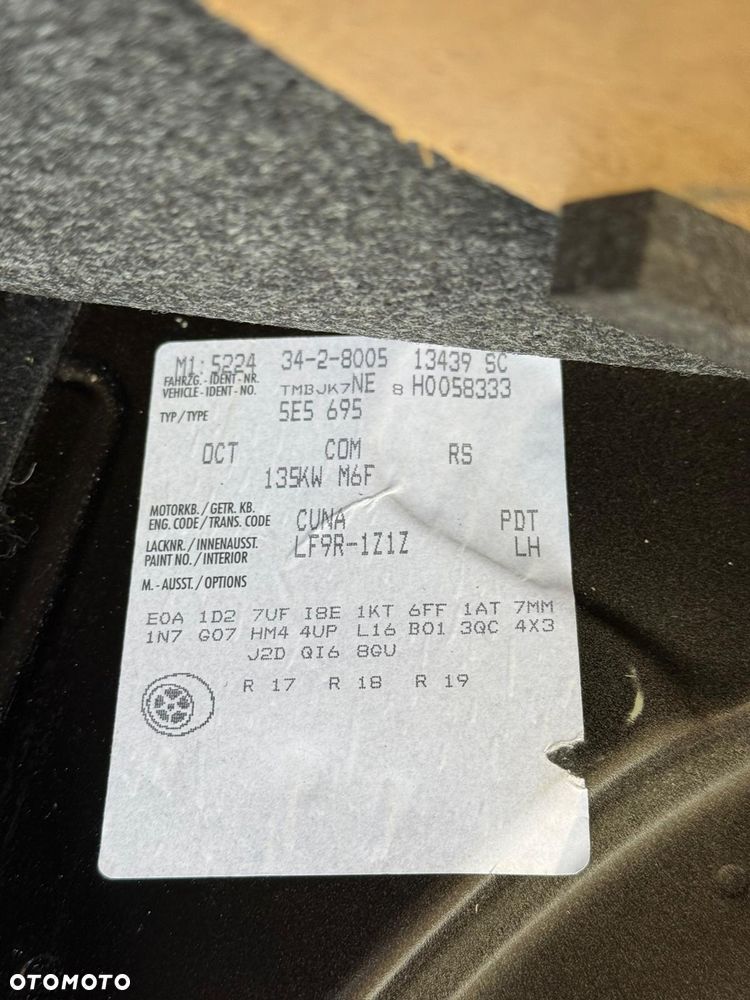 M1: 5224 34-2-8005 13439 SC
FAHRZG.-IDENT-NR.
VEHICLE-IDENT-NO. TMBJK7NE 8 H0058333
TYP/TYPE 5E5 695
OCT COM RS
135KW M6F
MOTORKB./GETR.KB.
ENG. CODE/TRANS. CODE CUNA PDT
LACKNR./INNENAUSST. LF9R-1Z1Z LH
PAINT NO./INTERIOR
M.-AUSST./OPTIONS
E0A 1D2 7UF I8E 1KT 6FF 1AT 7MM
1N7 G07 HM4 4UP L16 B01 3QC 4X3
J2D QI6 8GU
R 17 R 18 R 19
OTOMOTO